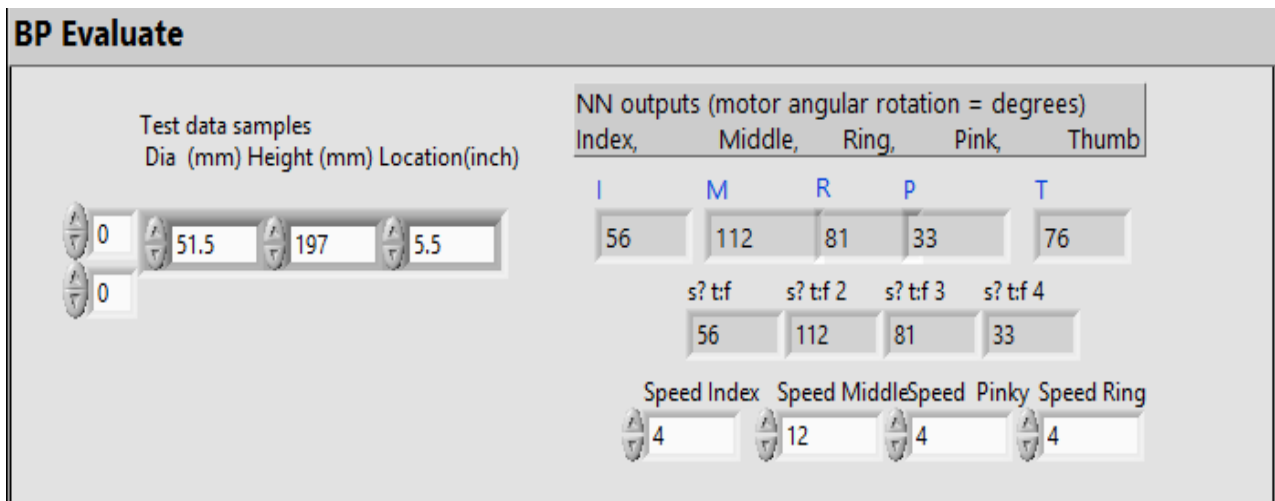 BP Evaluate
Test data samples
Dia (mm) Height (mm) Location(inch)
0
51.5 197 5.5
0
NN outputs (motor angular rotation = degrees)
Index, Middle, Ring, Pink, Thumb
I M R P T
56 112 81 33 76
s? t:f s? t:f 2 s? t:f 3 s? t:f 4
56 112 81 33
Speed Index Speed MiddleSpeed Pinky Speed Ring
4 12 4 4